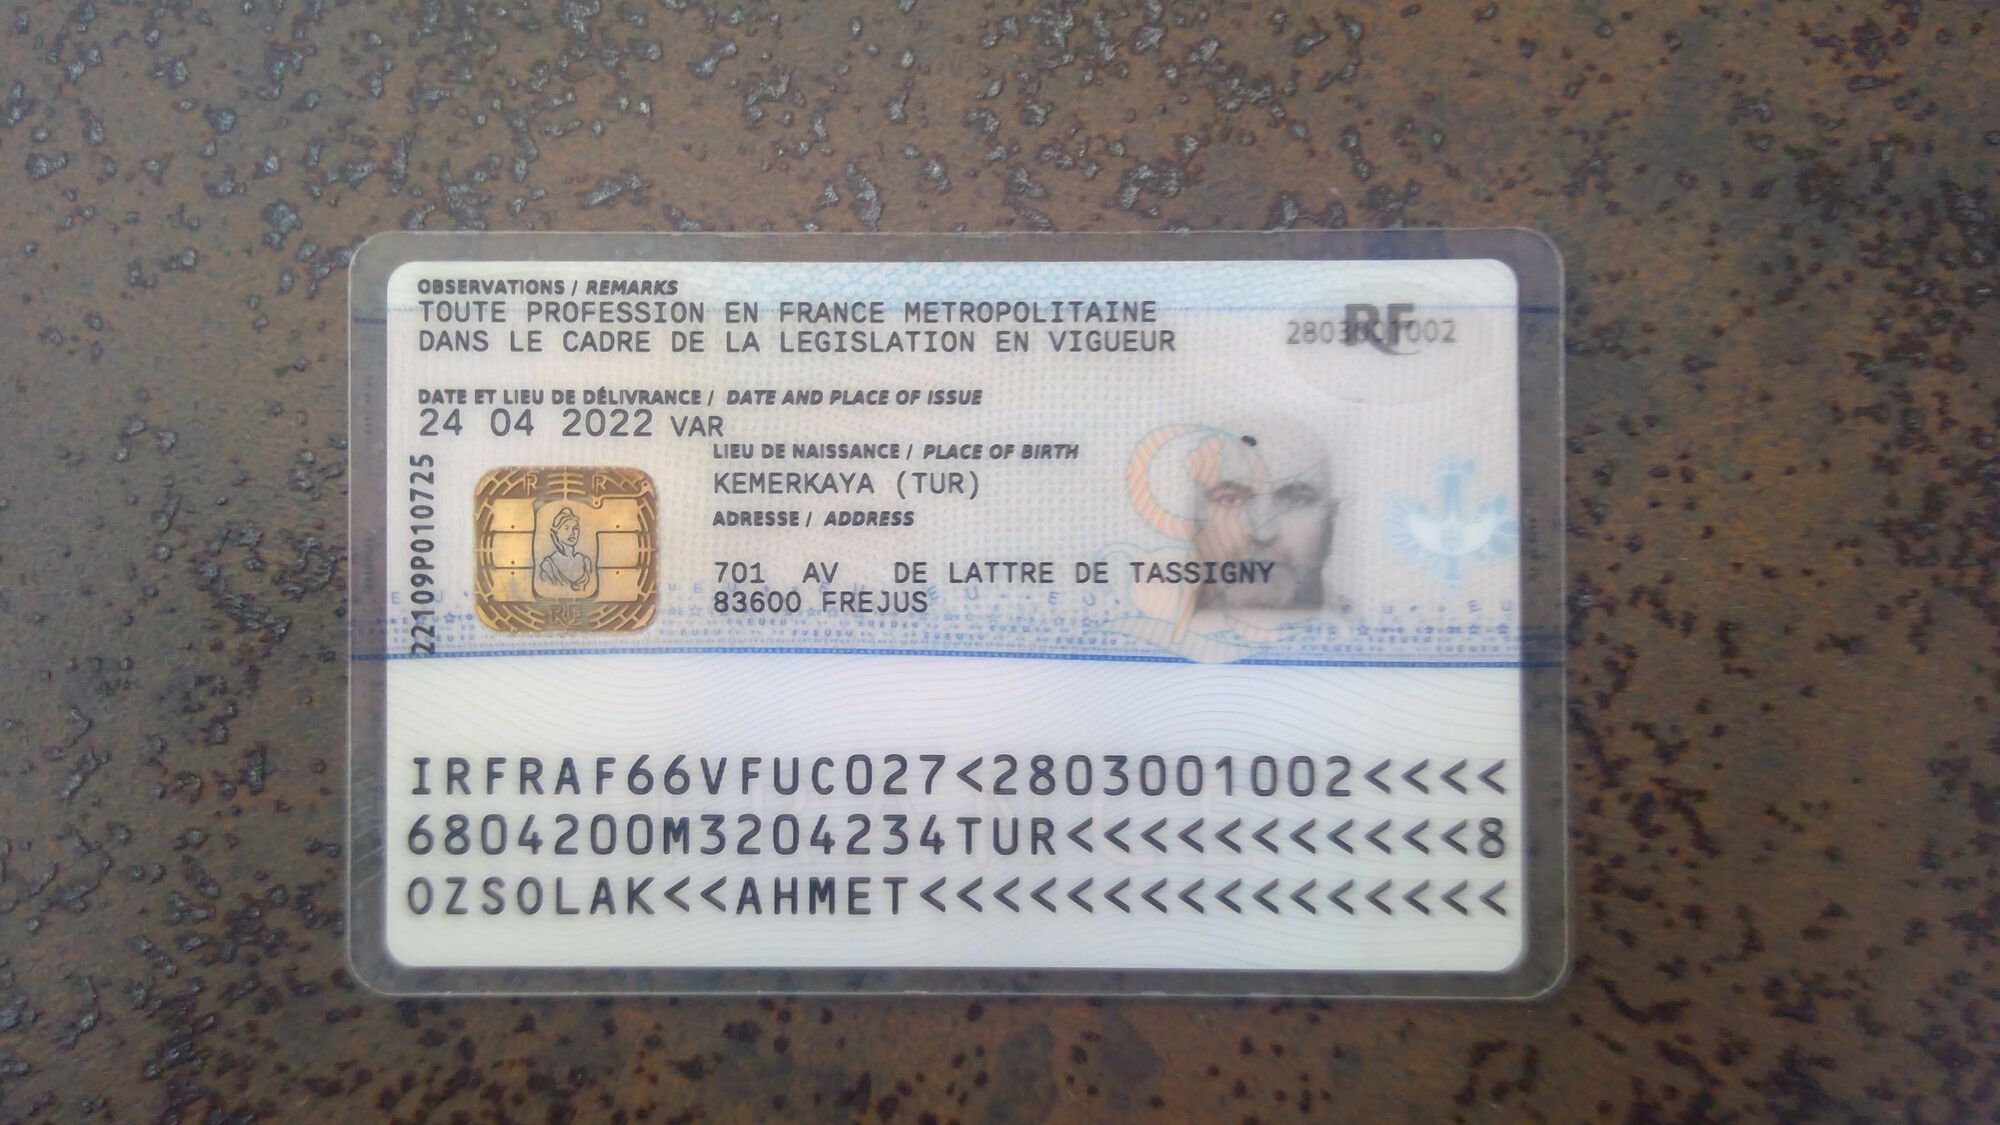 OBSERVATIONS / REMARKS
TOUTE PROFESSION EN FRANCE METROPOLITAINE
DANS LE CADRE DE LA LEGISLATION EN VIGUEUR
RF
2803001002
DATE ET LIEU DE DÉLIVRANCE / DATE AND PLACE OF ISSUE
24 04 2022 VAR
LIEU DE NAISSANCE / PLACE OF BIRTH
KEMERKAYA (TUR)
ADRESSE / ADDRESS
701 AV DE LATTRE DE TASSIGNY
83600 FREJUS
22109P010725
R R
RF
IRFRAF66VFUC027<2803001002<<<<
6804200M3204234TUR<<<<<<<<<<<8
OZSOLAK<<AHMET<<<<<<<<<<<<<<<<